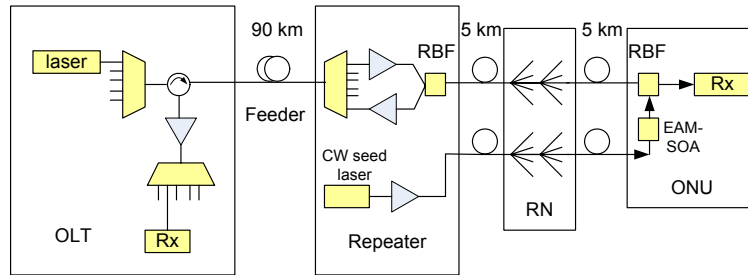 laser
OLT
Rx
90 km
Feeder
RBF
CW seed
laser
Repeater
5 km
RN
5 km
RBF
Rx
EAM-
SOA
ONU